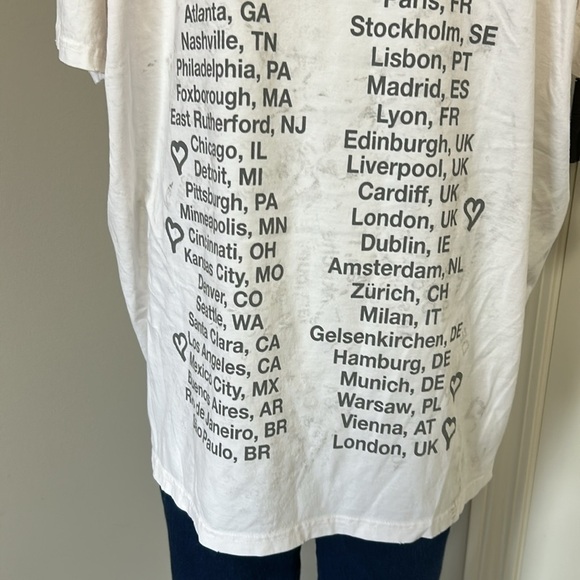 Atlanta, GA
Nashville, TN
Philadelphia, PA
Foxborough, MA
East Rutherford, NJ
Chicago, IL
Detroit, MI
Pittsburgh, PA
Minneapolis, MN
Cincinnati, OH
Kansas City, MO
Denver, CO
Seattle, WA
Santa Clara, CA
Los Angeles, CA
Mexico City, MX
Buenos Aires, AR
Rio de Janeiro, BR
São Paulo, BR
Paris, FR
Stockholm, SE
Lisbon, PT
Madrid, ES
Lyon, FR
Edinburgh, UK
Liverpool, UK
Cardiff, UK
London, UK
Dublin, IE
Amsterdam, NL
Zürich, CH
Milan, IT
Gelsenkirchen, DE
Hamburg, DE
Munich, DE
Warsaw, PL
Vienna, AT
London, UK